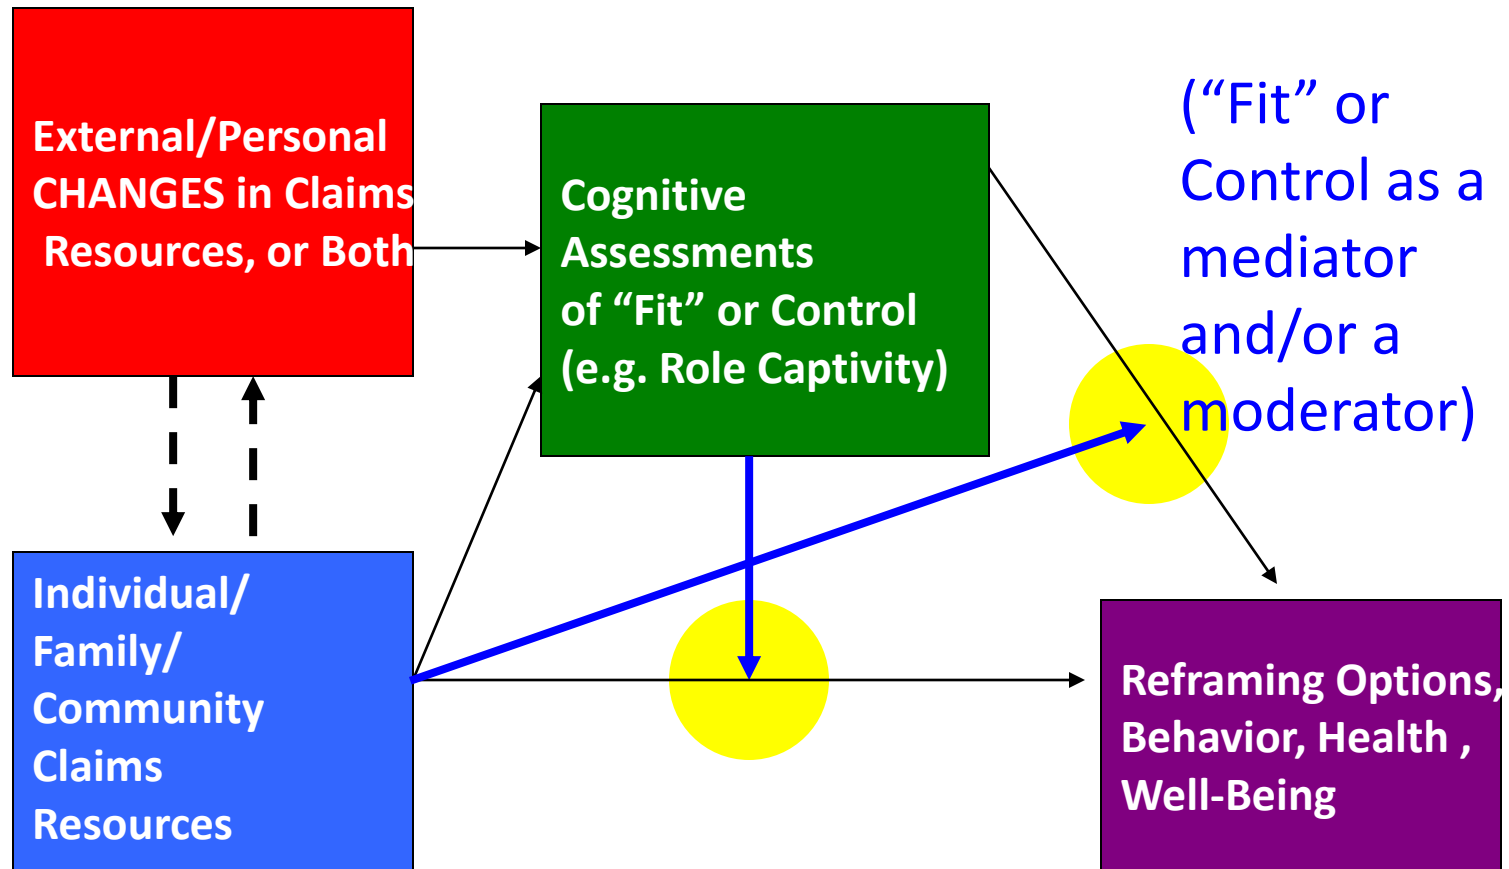 External/Personal
CHANGES in Claims
Resources, or Both
Cognitive
Assessments
of “Fit” or Control
(e.g. Role Captivity)
(“Fit” or
Control as a
mediator
and/or a
moderator)
Individual/
Family/
Community
Claims
Resources
Reframing Options,
Behavior, Health ,
Well-Being